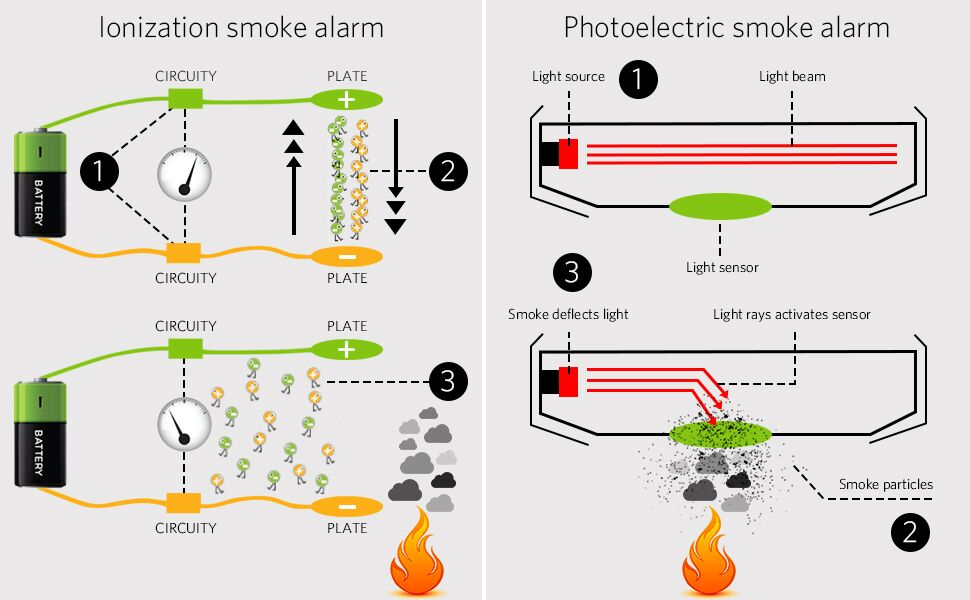 Ionization smoke alarm
CIRCUITY
PLATE
+
1
2
I
BATTERY
−
CIRCUITY
PLATE
CIRCUITY
PLATE
+
3
I
BATTERY
−
CIRCUITY
PLATE
Photoelectric smoke alarm
Light source
1
Light beam
Light sensor
3
Smoke deflects light
Light rays activates sensor
Smoke particles
2